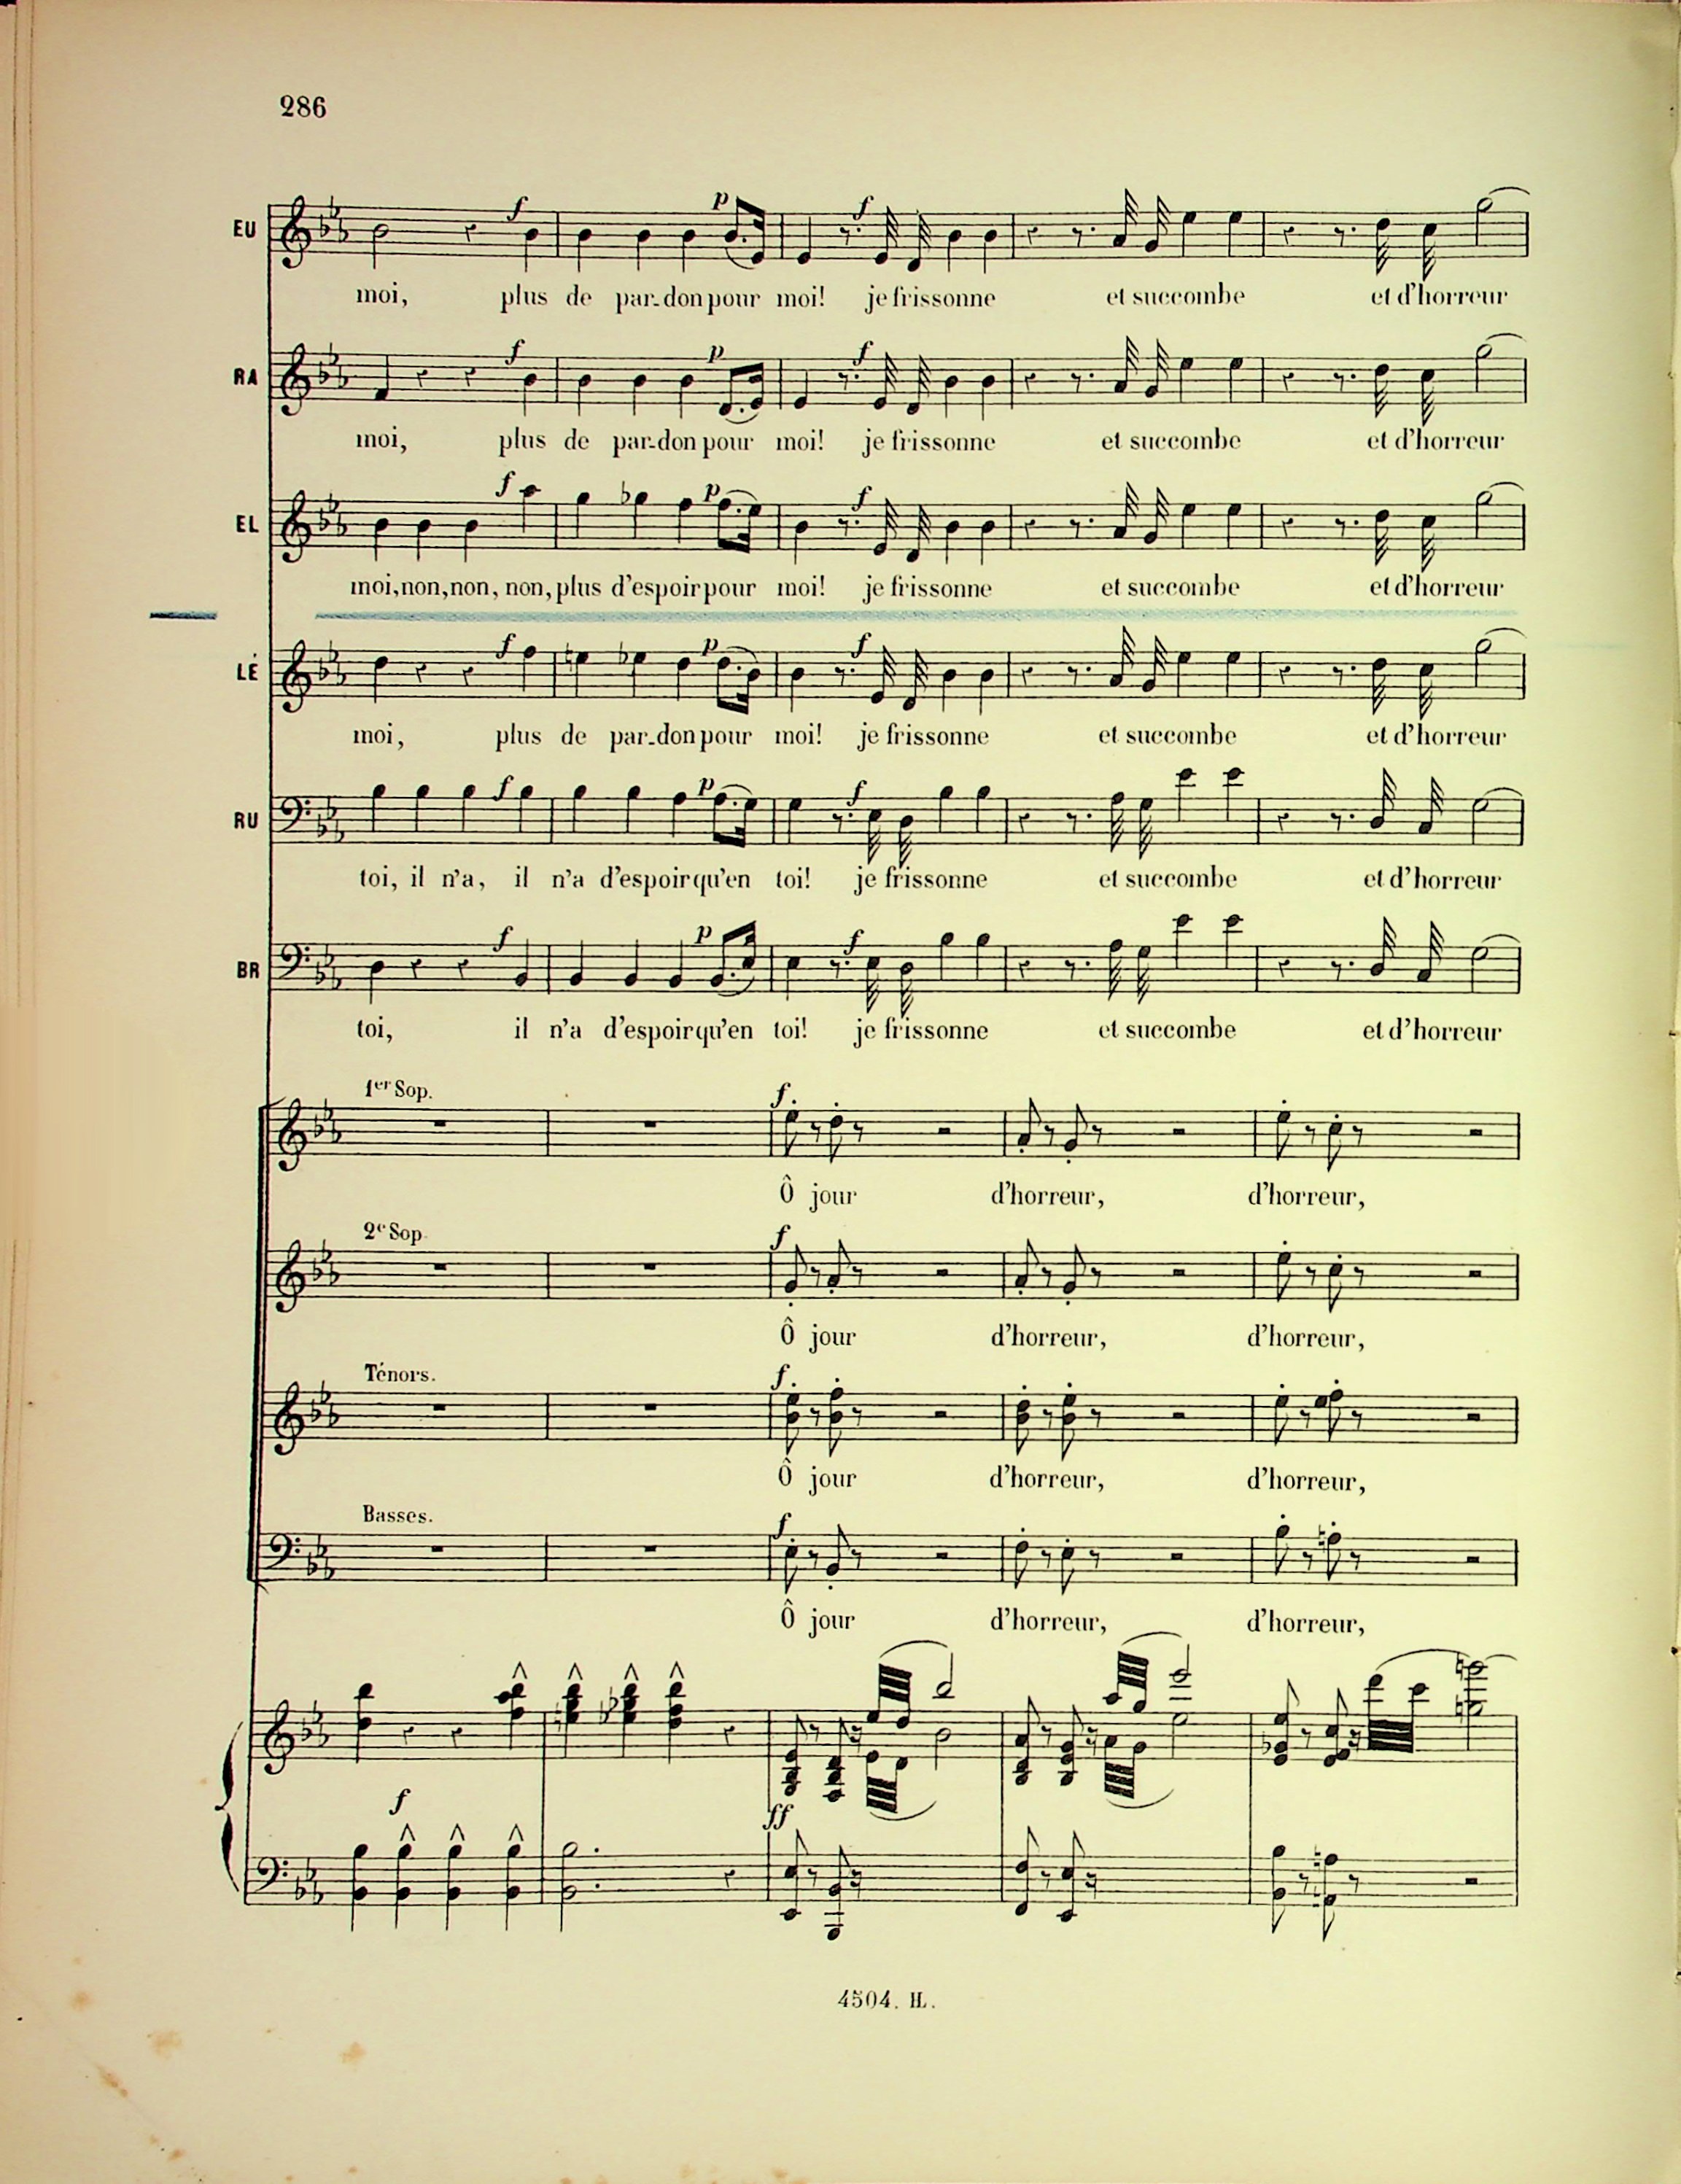 286
EU
f p f
moi, plus de par-don pour moi! je frissonne et succombe et d'horreur
RA
f p f
moi, plus de par-don pour moi! je frissonne et succombe et d'horreur
EL
f p f
moi, non, non, non, plus d'espoir pour moi! je frissonne et succombe et d'horreur
LÉ
f p f
moi, plus de par-don pour moi! je frissonne et succombe et d'horreur
RU
f p f
toi, il n'a, il n'a d'espoir qu'en toi! je frissonne et succombe et d'horreur
BR
f p f
toi, il n'a d'espoir qu'en toi! je frissonne et succombe et d'horreur
1er Sop.
f
Ô jour d'horreur, d'horreur,
2e Sop.
f
Ô jour d'horreur, d'horreur,
Ténors.
f
Ô jour d'horreur, d'horreur,
Basses.
f
Ô jour d'horreur, d'horreur,
f ff
4504. H.